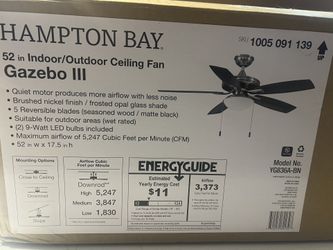 HAMPTON BAY
SKU 1005 091 139
UP
52 in Indoor/Outdoor Ceiling Fan
Gazebo III
• Quiet motor produces more airflow with less noise
• Brushed nickel finish / frosted opal glass shade
• 5 Reversible blades (seasoned wood / matte black)
• Suitable for outdoor areas (wet rated)
• (2) 9-Watt LED bulbs included
• Maximum airflow of 5,247 Cubic Feet per Minute (CFM)
• 52 in W x 17.5 in h
Model No.
YG836A-BN
Mounting Options
Close to Ceiling
Downrod
Airflow Cubic
Feet per Minute
Downrod
High 5,247
Medium 3,847
Low 1,830
ENERGYGUIDE
Estimated
Yearly Energy Cost
$11
Airflow
3,373